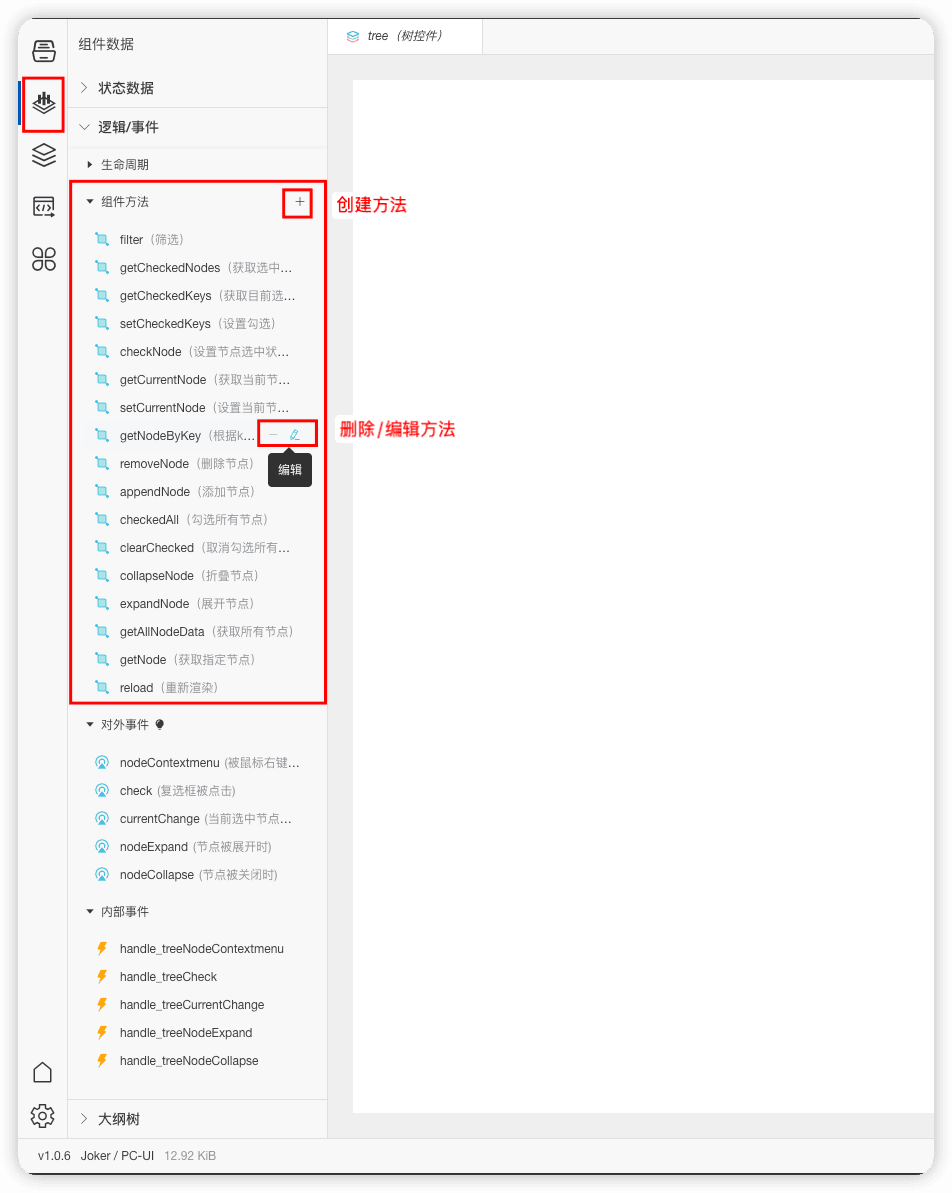 组件数据
tree（树控件）
状态数据
逻辑/事件
生命周期
组件方法
+
创建方法
filter（筛选）
getCheckedNodes（获取选中…
getCheckedKeys（获取目前选…
setCheckedKeys（设置勾选）
checkNode（设置节点选中状…
getCurrentNode（获取当前节…
setCurrentNode（设置当前节…
getNodeByKey（根据k…
删除/编辑方法
removeNode（删除节点）
编辑
appendNode（添加节点）
checkedAll（勾选所有节点）
clearChecked（取消勾选所有…
collapseNode（折叠节点）
expandNode（展开节点）
getAllNodeData（获取所有节点）
getNode（获取指定节点）
reload（重新渲染）
对外事件
nodeContextmenu (被鼠标右键…
check (复选框被点击)
currentChange (当前选中节点…
nodeExpand (节点被展开时)
nodeCollapse (节点被关闭时)
内部事件
handle_treeNodeContextmenu
handle_treeCheck
handle_treeCurrentChange
handle_treeNodeExpand
handle_treeNodeCollapse
大纲树
v1.0.6 Joker / PC-UI 12.92 KiB